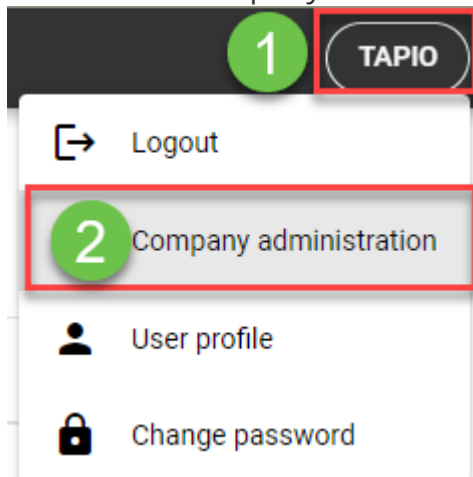 1
TAPIO
Logout
2
Company administration
User profile
Change password